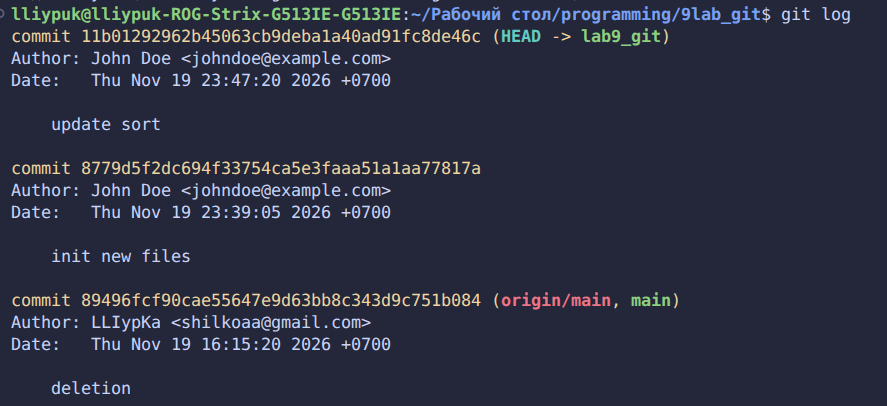 lliypuk@lliypuk-ROG-Strix-G513IE-G513IE:~/Рабочий стол/programming/9lab_git$ git log
commit 11b01292962b45063cb9deba1a40ad91fc8de46c (HEAD -> lab9_git)
Author: John Doe <johndoe@example.com>
Date:   Thu Nov 19 23:47:20 2026 +0700
update sort
commit 8779d5f2dc694f33754ca5e3faaa51a1aa77817a
Author: John Doe <johndoe@example.com>
Date:   Thu Nov 19 23:39:05 2026 +0700
init new files
commit 89496fcf90cae55647e9d63bb8c343d9c751b084 (origin/main, main)
Author: LLIypKa <shilkoaa@gmail.com>
Date:   Thu Nov 19 16:15:20 2026 +0700
deletion